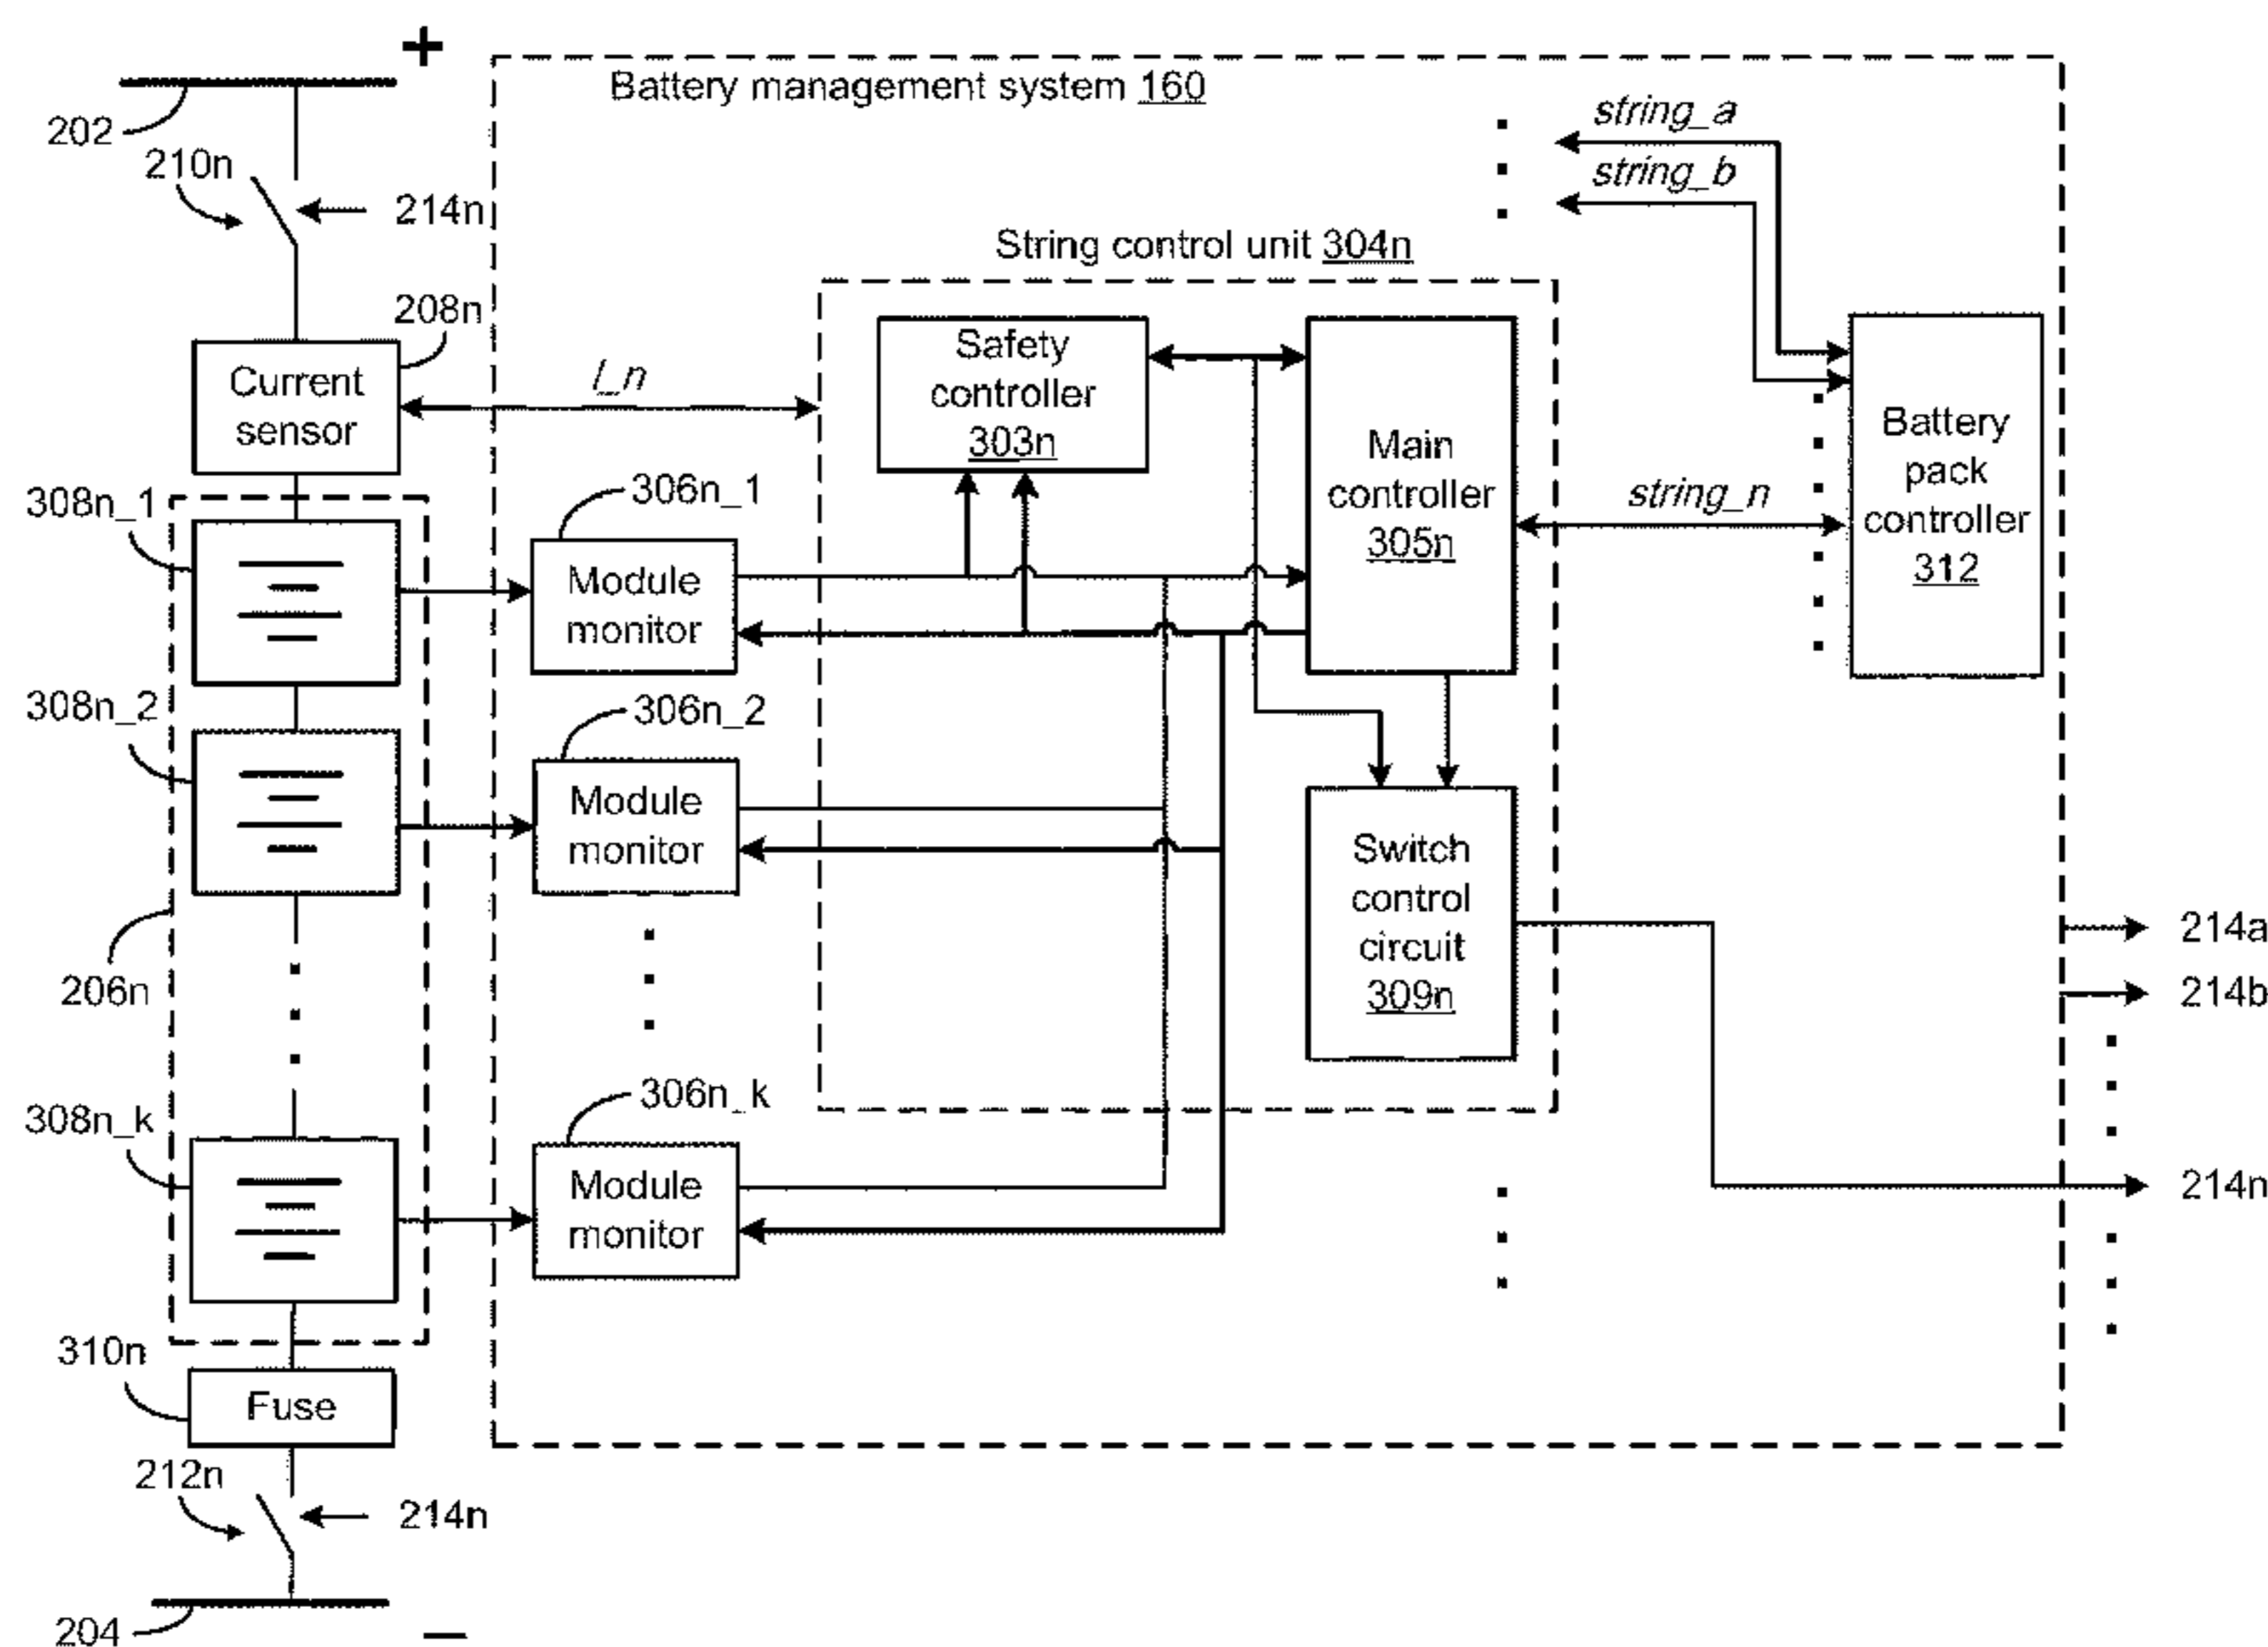 +
202
210n
214n
208n
Current
sensor
308n_1
308n_2
206n
308n_k
310n
Fuse
212n
214n
204
–
Battery management system 160
I_n
306n_1
Module
monitor
306n_2
Module
monitor
306n_k
Module
monitor
String control unit 304n
Safety
controller
303n
Main
controller
305n
Switch
control
circuit
309n
string_a
string_b
string_n
Battery
pack
controller
312
214a
214b
214n